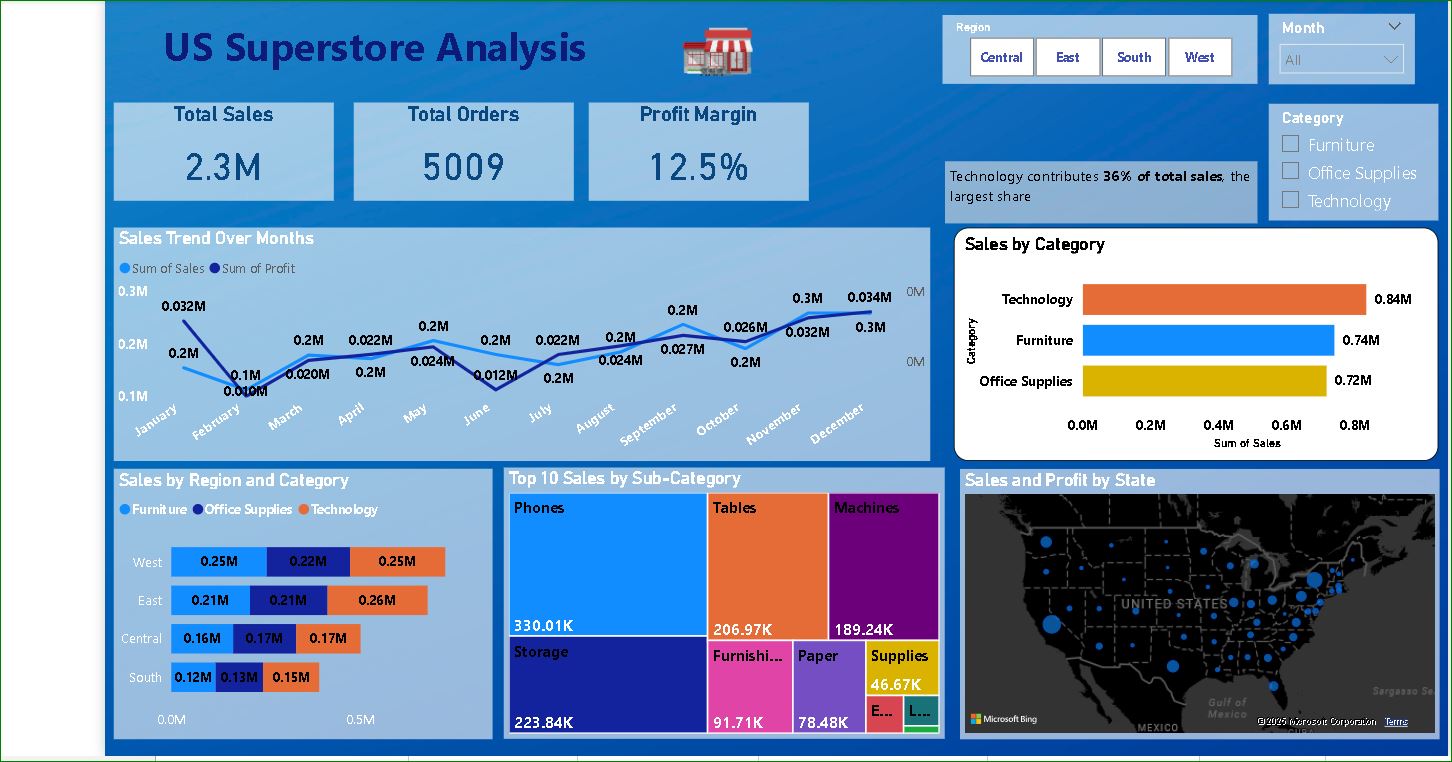 US Superstore Analysis
Region
Central
East
South
West
Month
All
Total Sales
2.3M
Total Orders
5009
Profit Margin
12.5%
Technology contributes 36% of total sales, the
largest share
Category
Furniture
Office Supplies
Technology
Sales Trend Over Months
Sum of Sales Sum of Profit
0.3M
0.2M
0.1M
0M
0M
0.032M
0.2M
0.1M
0.010M
0.2M
0.020M
0.022M
0.2M
0.2M
0.024M
0.2M
0.012M
0.022M
0.2M
0.2M
0.024M
0.2M
0.027M
0.026M
0.2M
0.3M
0.032M
0.034M
0.3M
January
February
March
April
May
June
July
August
September
October
November
December
Sales by Category
Category
Technology
0.84M
Furniture
0.74M
Office Supplies
0.72M
0.0M 0.2M 0.4M 0.6M 0.8M
Sum of Sales
Sales by Region and Category
Furniture Office Supplies Technology
West 0.25M 0.22M 0.25M
East 0.21M 0.21M 0.26M
Central 0.16M 0.17M 0.17M
South 0.12M 0.13M 0.15M
0.0M 0.5M
Top 10 Sales by Sub-Category
Phones
330.01K
Storage
223.84K
Tables
206.97K
Machines
189.24K
Furnishi...
91.71K
Paper
78.48K
Supplies
46.67K
E...
L...
Sales and Profit by State
UNITED STATES
Gulf of
Mexico
Sargasso Se
MEXICO
CUBA
Microsoft Bing
©2025 Microsoft Corporation Terms